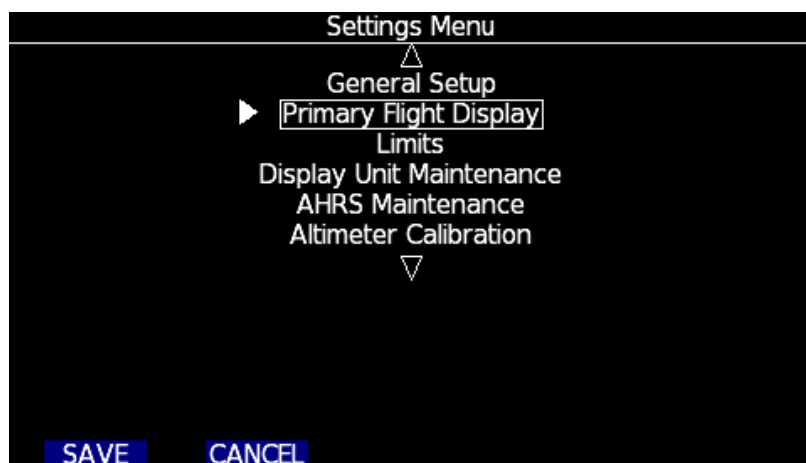 Settings Menu
General Setup
Primary Flight Display
Limits
Display Unit Maintenance
AHRS Maintenance
Altimeter Calibration
SAVE CANCEL